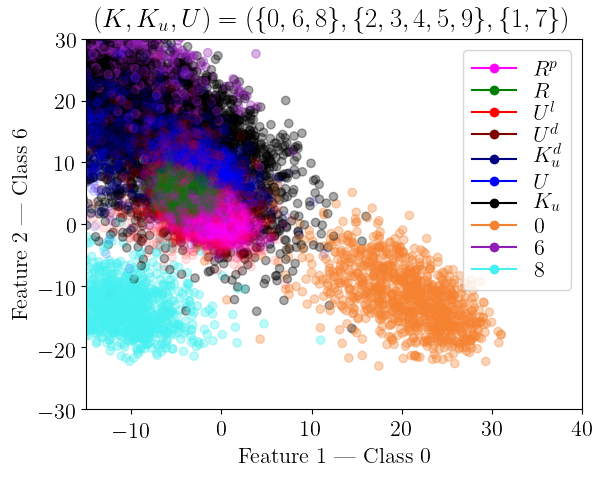 (K, K_u, U) = ({0, 6, 8}, {2, 3, 4, 5, 9}, {1, 7})
30
20
10
0
−10
−20
−30
Feature 2 — Class 6
R^p
R
U^l
U^d
K_u^d
U
K_u
0
6
8
−10
0
10
20
30
40
Feature 1 — Class 0